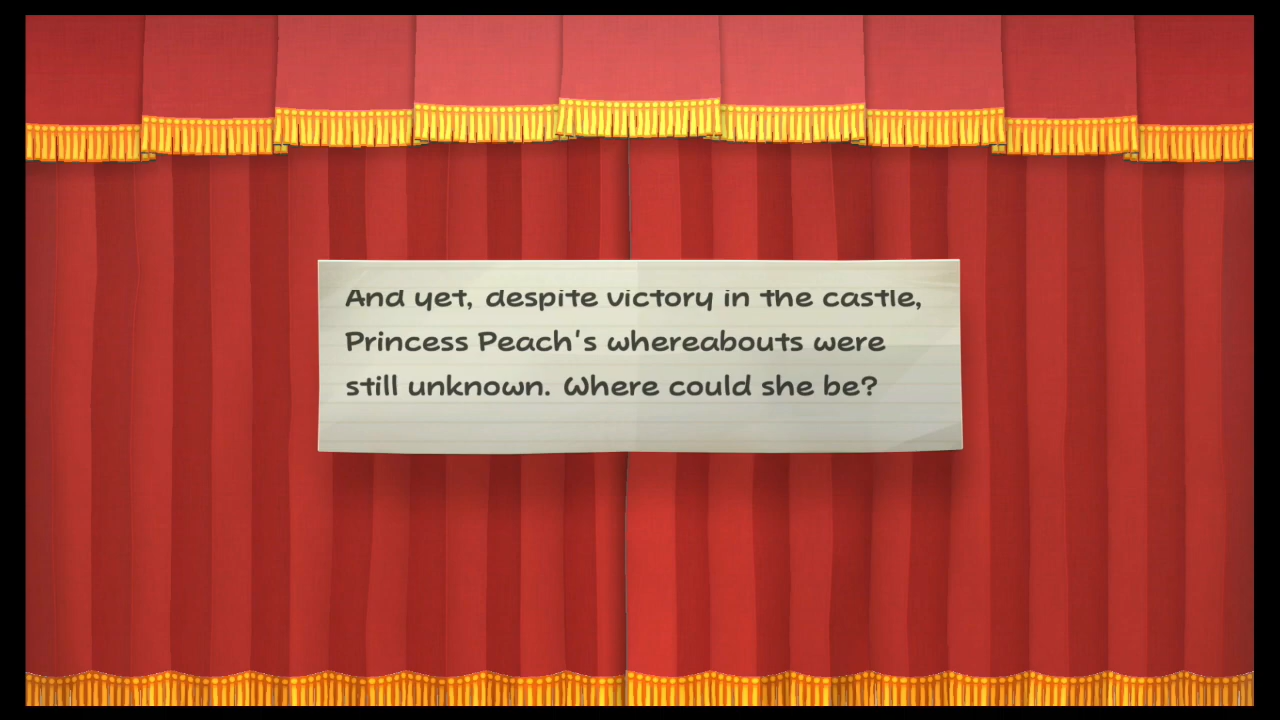 And yet, despite victory in the castle,
Princess Peach's whereabouts were
still unknown. Where could she be?